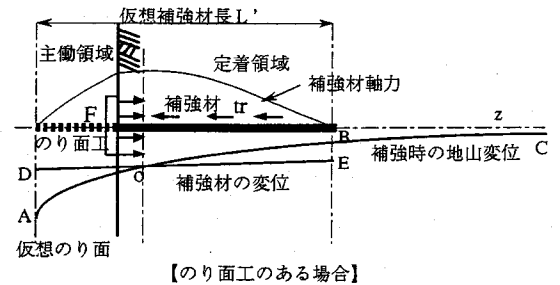 仮想補強材長L'
主働領域
定着領域
補強材軸力
F
補強材
tr
z
のり面工
B
補強時の地山変位
C
D
o
補強材の変位
E
A
仮想のり面
【のり面工のある場合】